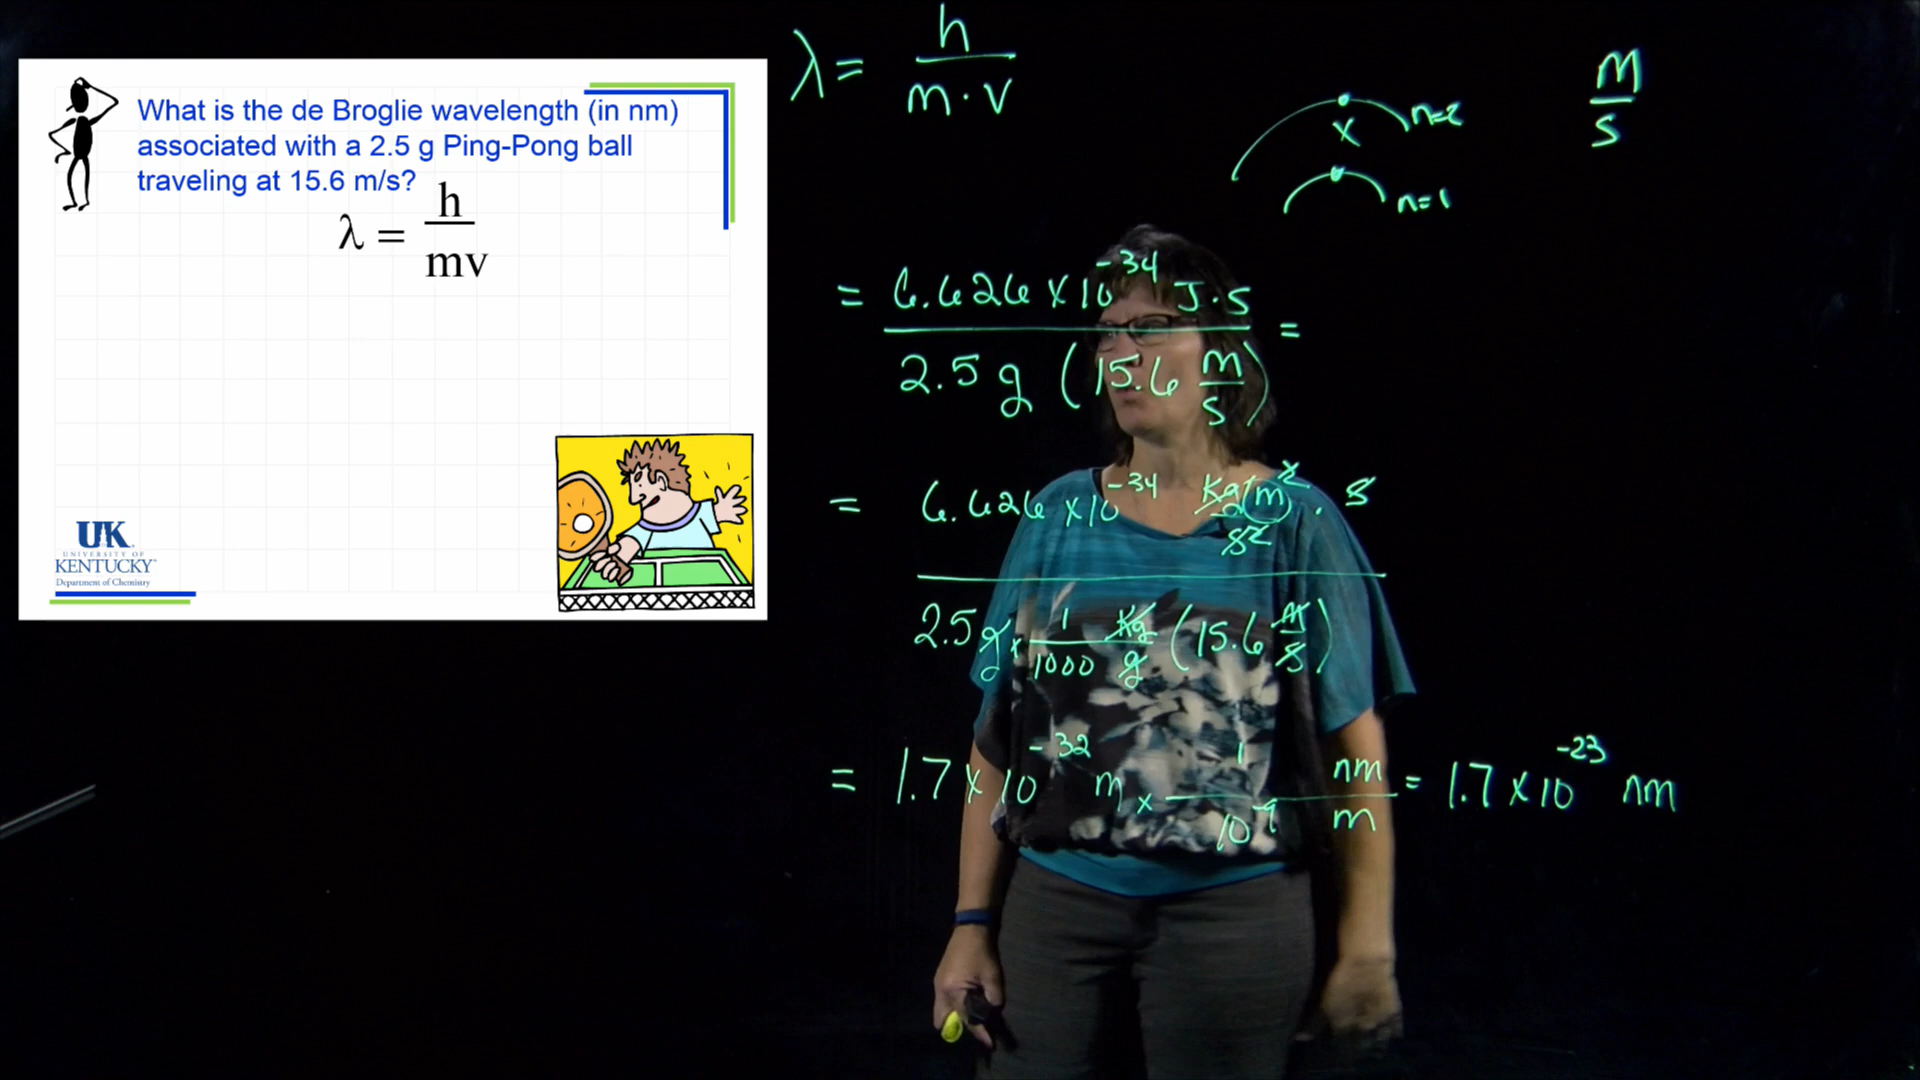 What is the de Broglie wavelength (in nm)
associated with a 2.5 g Ping-Pong ball
traveling at 15.6 m/s?
λ = h
mv
UK
UNIVERSITY OF
KENTUCKY
Department of Chemistry
λ = h
m · v
n=2
x
n=1
m
s
= 6.626 x 10^-34 J·s =
2.5 g (15.6 m/s)
= 6.626 x 10^-34 Kg m^2/s^2 · s
2.5 g x 1/1000 Kg/g (15.6 m/s)
= 1.7 x 10^-32 m x 1/10^-9 nm/m = 1.7 x 10^-23 nm